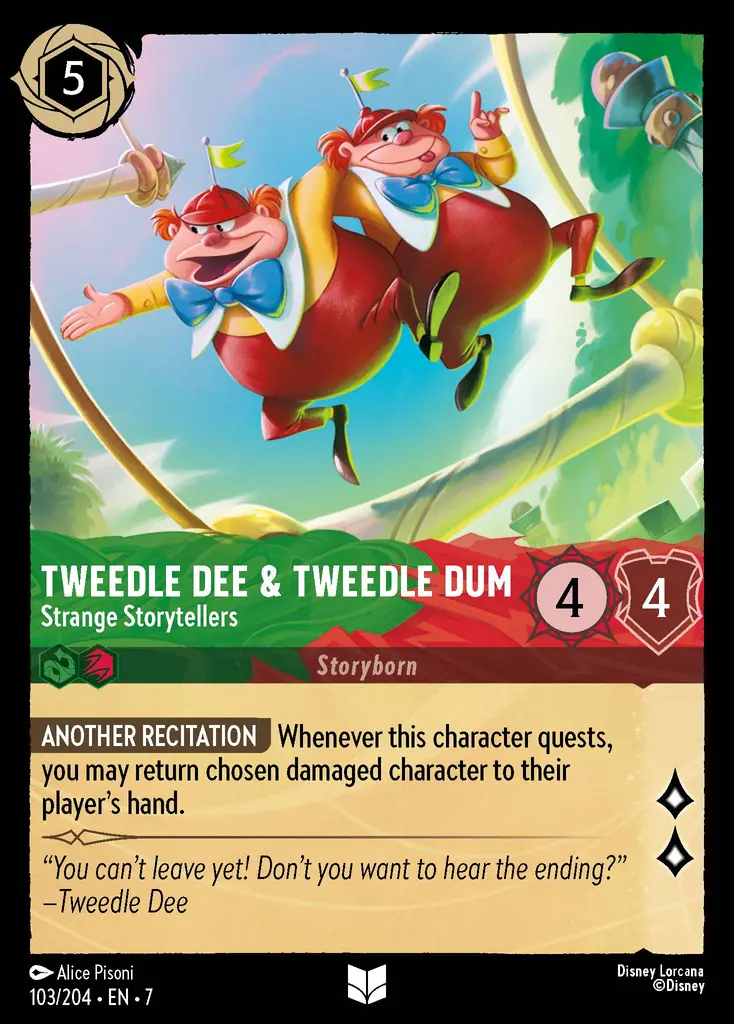 5
TWEEDLE DEE & TWEEDLE DUM
Strange Storytellers
4
4
Storyborn
ANOTHER RECITATION Whenever this character quests,
you may return chosen damaged character to their
player's hand.
“You can't leave yet! Don't you want to hear the ending?”
–Tweedle Dee
Alice Pisoni
103/204 • EN • 7
Disney Lorcana
©Disney